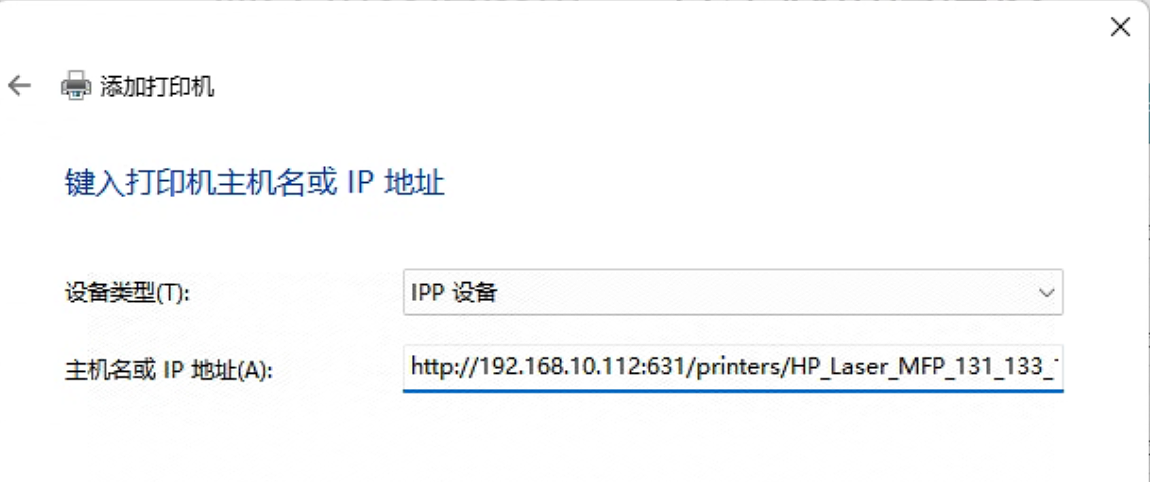 添加打印机
键入打印机主机名或 IP 地址
设备类型(T):
IPP 设备
主机名或 IP 地址(A):
http://192.168.10.112:631/printers/HP_Laser_MFP_131_133_